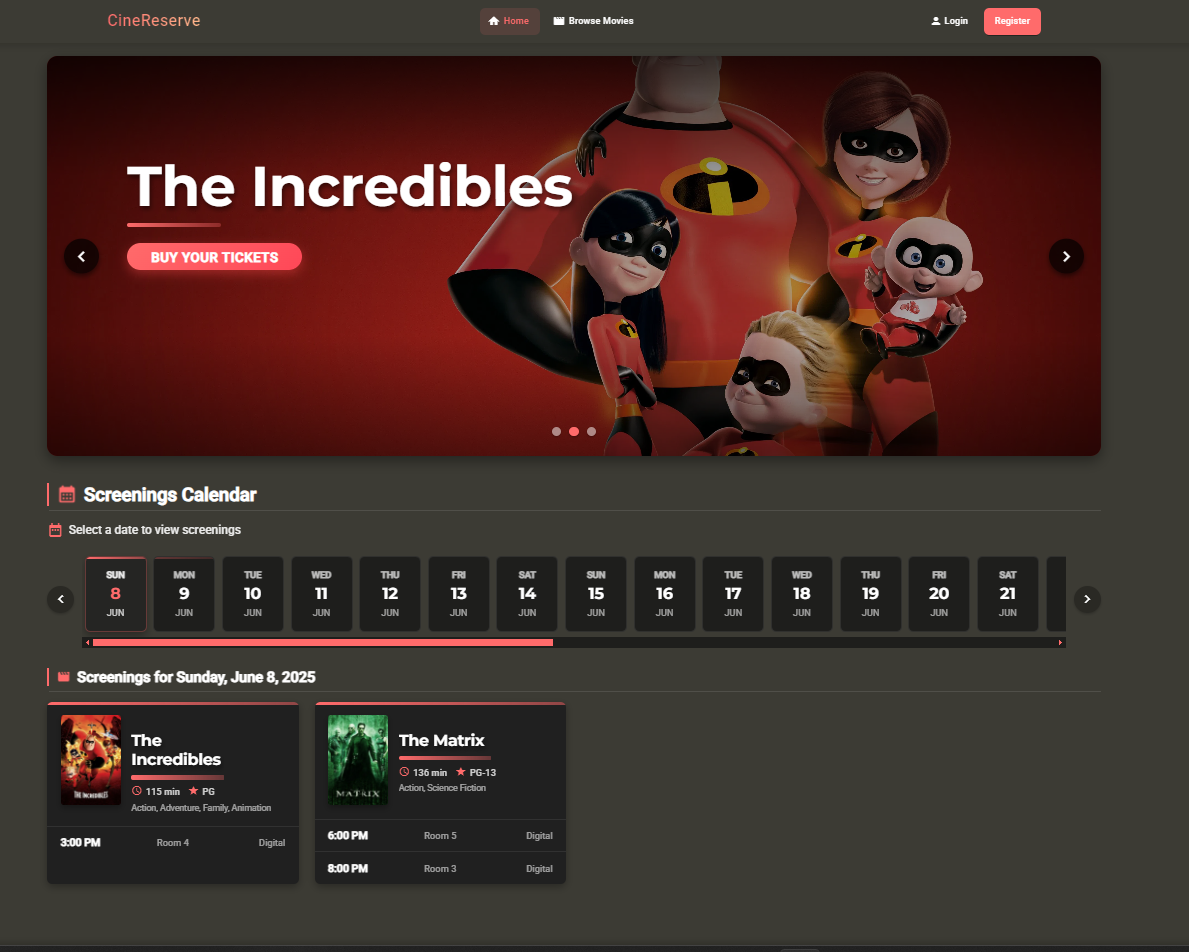 CineReserve
Home
Browse Movies
Login
Register
The Incredibles
BUY YOUR TICKETS
Screenings Calendar
Select a date to view screenings
SUN
8
JUN
MON
9
JUN
TUE
10
JUN
WED
11
JUN
THU
12
JUN
FRI
13
JUN
SAT
14
JUN
SUN
15
JUN
MON
16
JUN
TUE
17
JUN
WED
18
JUN
THU
19
JUN
FRI
20
JUN
SAT
21
JUN
Screenings for Sunday, June 8, 2025
THE INCREDIBLES
The
Incredibles
115 min PG
Action, Adventure, Family, Animation
3:00 PM Room 4 Digital
MATRIX
The Matrix
136 min PG-13
Action, Science Fiction
6:00 PM Room 5 Digital
8:00 PM Room 3 Digital